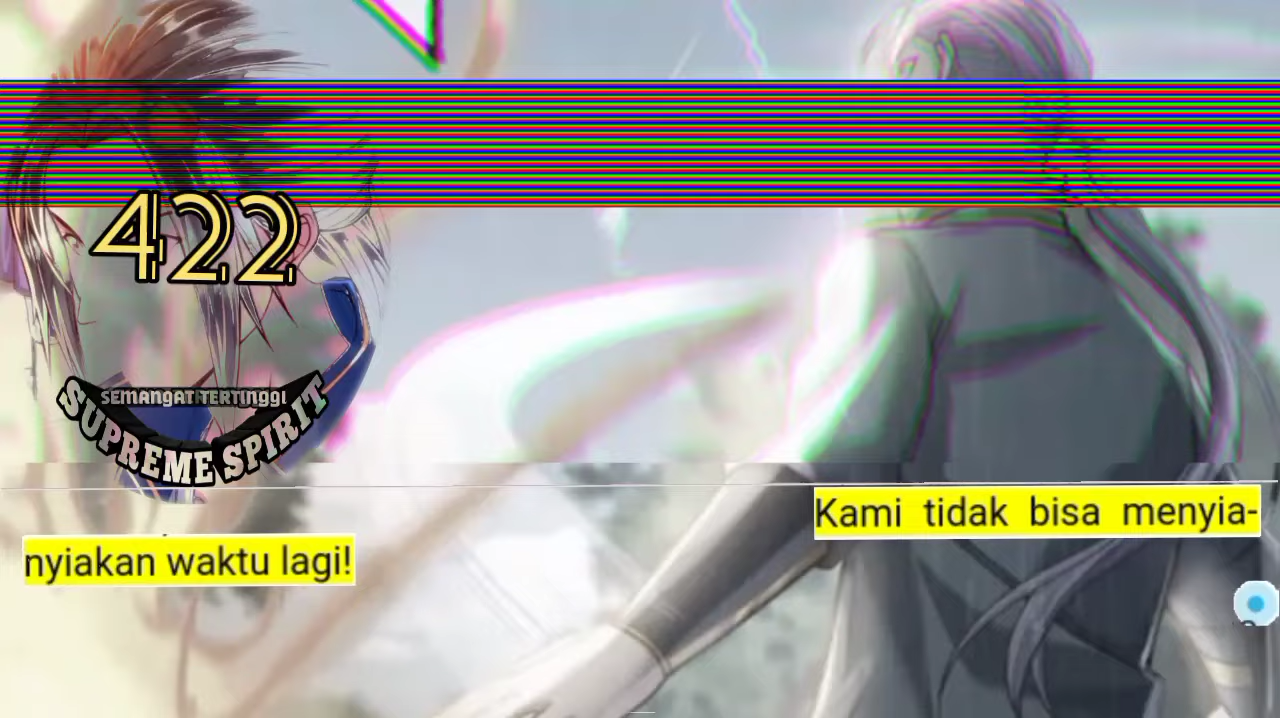 422
SEMANGAT TERTINGGI
SUPREME SPIRIT
Kami tidak bisa menyia-
nyiakan waktu lagi!